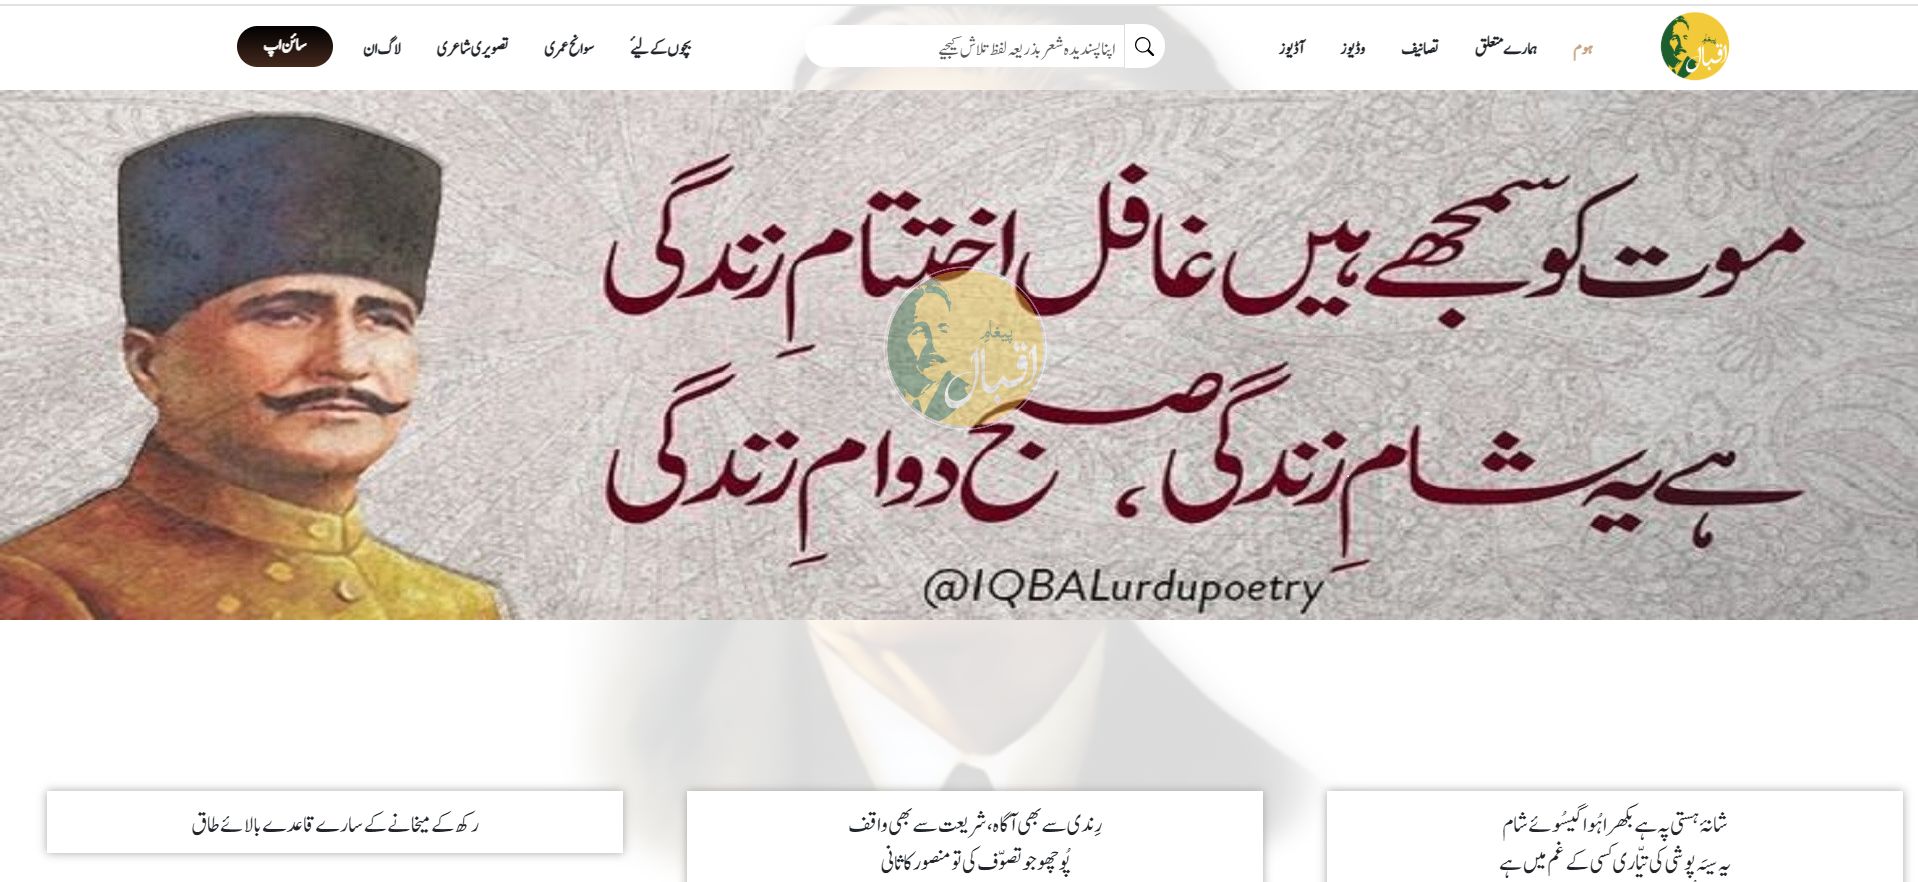 ہوم
ہمارے متعلق
تصانیف
وڈیوز
آڈیوز
اپنا پسندیدہ شعر بذریعہ لفظ تلاش کیجیے
بچوں کے لیئے
سوانح عمری
تصویری شاعری
لاگ ان
سائن اپ
پیغامِ
اقبال
موت کو سمجھے ہیں غافل اختتامِ زندگی
پیغامِ
اقبال
ہے یہ شامِ زندگی، صبح دوامِ زندگی
@IQBALurdupoetry
شانۂ ہستی پہ ہے بکھرا ہُوا گیسُوئے شام
یہ سیَہ پوشی کی تیّاری کسی کے غم میں ہے
رِندی سے بھی آگاہ، شریعت سے بھی واقف
پُوچھو جو تصوّف کی تو منصور کا ثانی
رکھ کے میخانے کے سارے قاعدے بالائے طاق